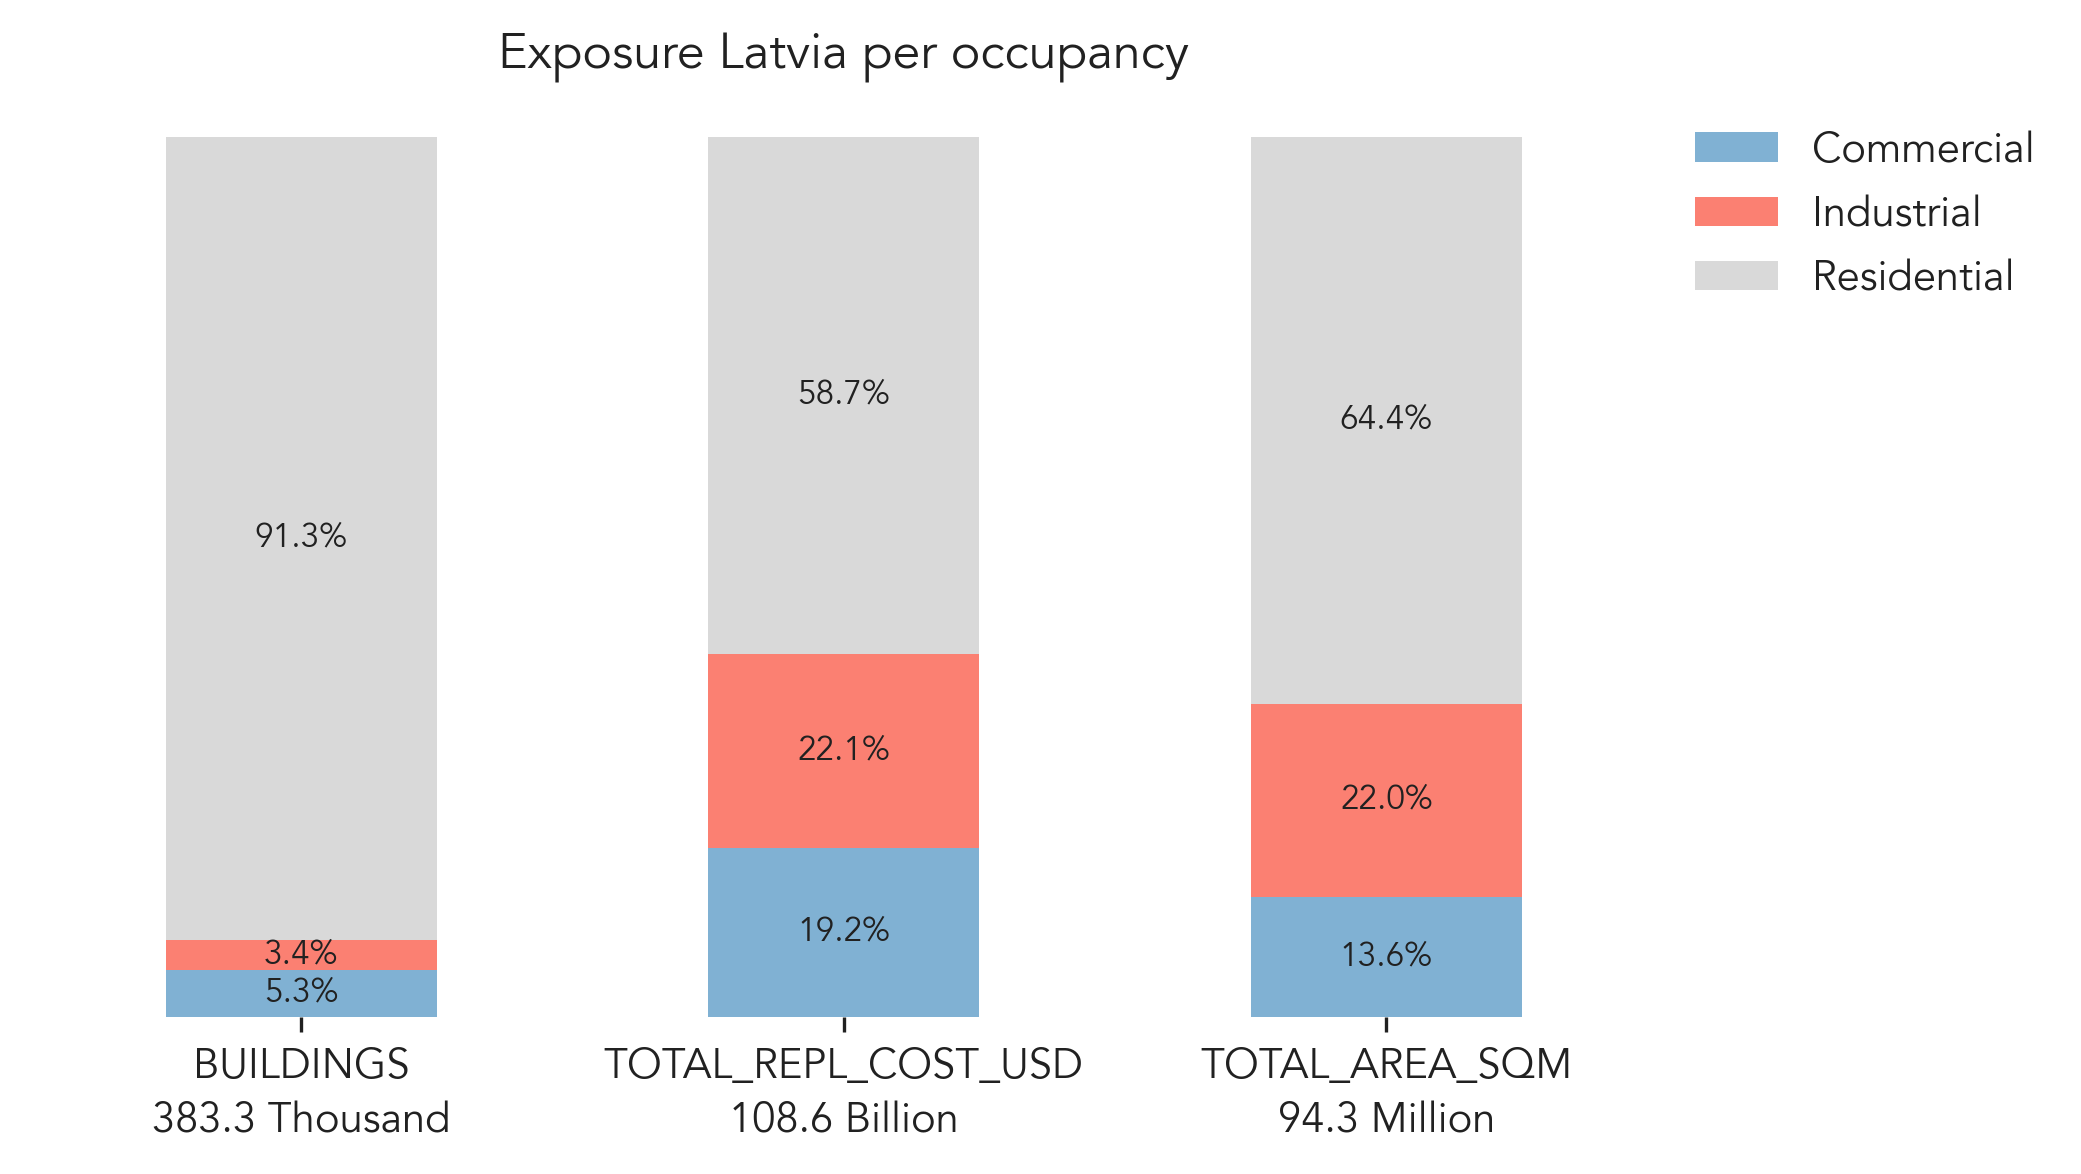 Exposure Latvia per occupancy
Commercial
Industrial
Residential
91.3%
3.4%
5.3%
58.7%
22.1%
19.2%
64.4%
22.0%
13.6%
BUILDINGS
383.3 Thousand
TOTAL_REPL_COST_USD
108.6 Billion
TOTAL_AREA_SQM
94.3 Million